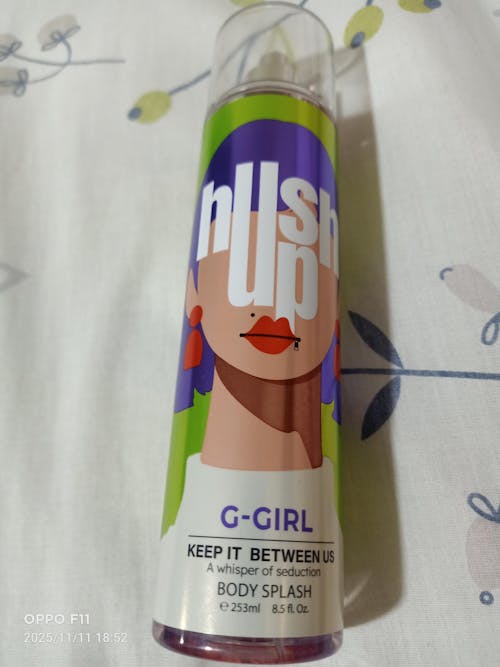 hush
up
G-GIRL
KEEP IT BETWEEN US
A whisper of seduction
BODY SPLASH
℮ 253ml 8.5 fl. Oz.
OPPO F11
2025/11/11 18:52